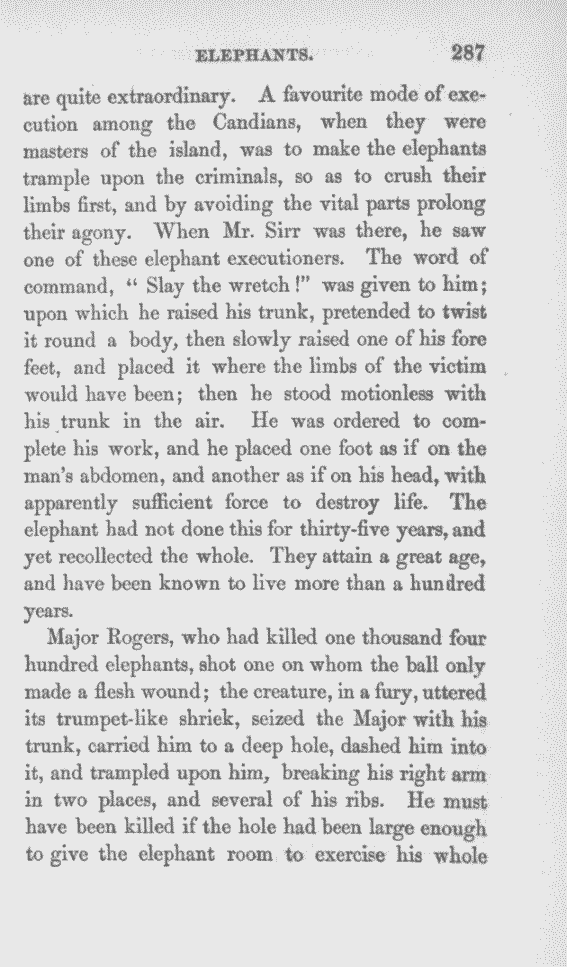 ELEPHANTS. 287
are quite extraordinary. A favourite mode of exe-
cution among the Candians, when they were
masters of the island, was to make the elephants
trample upon the criminals, so as to crush their
limbs first, and by avoiding the vital parts prolong
their agony. When Mr. Sirr was there, he saw
one of these elephant executioners. The word of
command, “ Slay the wretch !” was given to him;
upon which he raised his trunk, pretended to twist
it round a body, then slowly raised one of his fore
feet, and placed it where the limbs of the victim
would have been; then he stood motionless with
his trunk in the air. He was ordered to com-
plete his work, and he placed one foot as if on the
man’s abdomen, and another as if on his head, with
apparently sufficient force to destroy life. The
elephant had not done this for thirty-five years, and
yet recollected the whole. They attain a great age,
and have been known to live more than a hundred
years.
Major Rogers, who had killed one thousand four
hundred elephants, shot one on whom the ball only
made a flesh wound; the creature, in a fury, uttered
its trumpet-like shriek, seized the Major with his
trunk, carried him to a deep hole, dashed him into
it, and trampled upon him, breaking his right arm
in two places, and several of his ribs. He must
have been killed if the hole had been large enough
to give the elephant room to exercise his whole